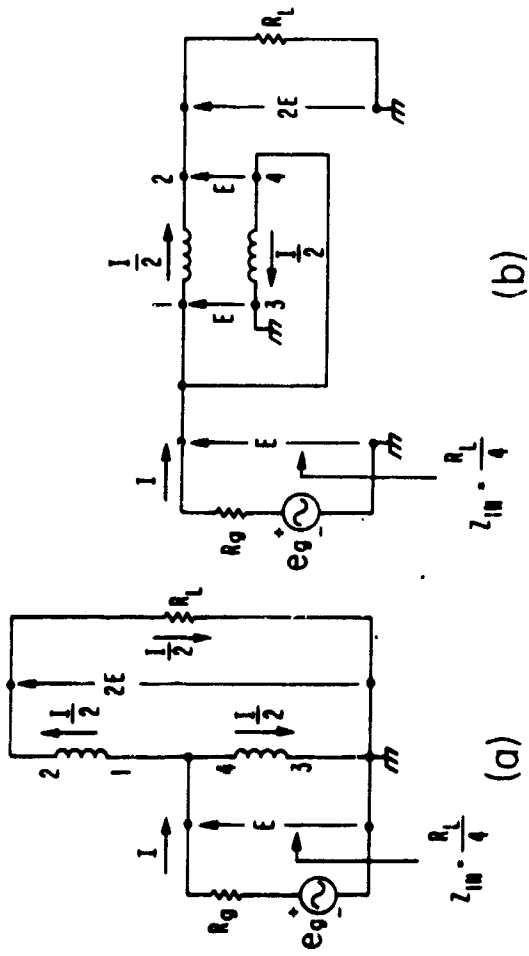 2
I/2
1
4
I/2
3
I
E
2E
I/2
R_L
Rg
+
eg
-
Z_IN = R_L/4
(a)
I
Rg
+
eg
-
E
Z_IN = R_L/4
I/2
1
2
E
E
3
4
I/2
2E
R_L
(b)